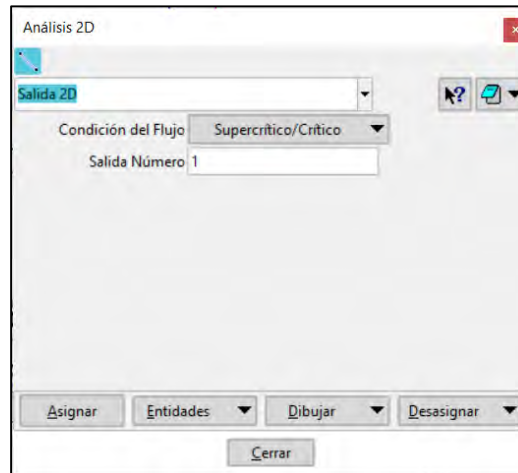 Análisis 2D
Salida 2D
Condición del Flujo Supercrítico/Crítico
Salida Número 1
Asignar Entidades Dibujar Desasignar
Cerrar